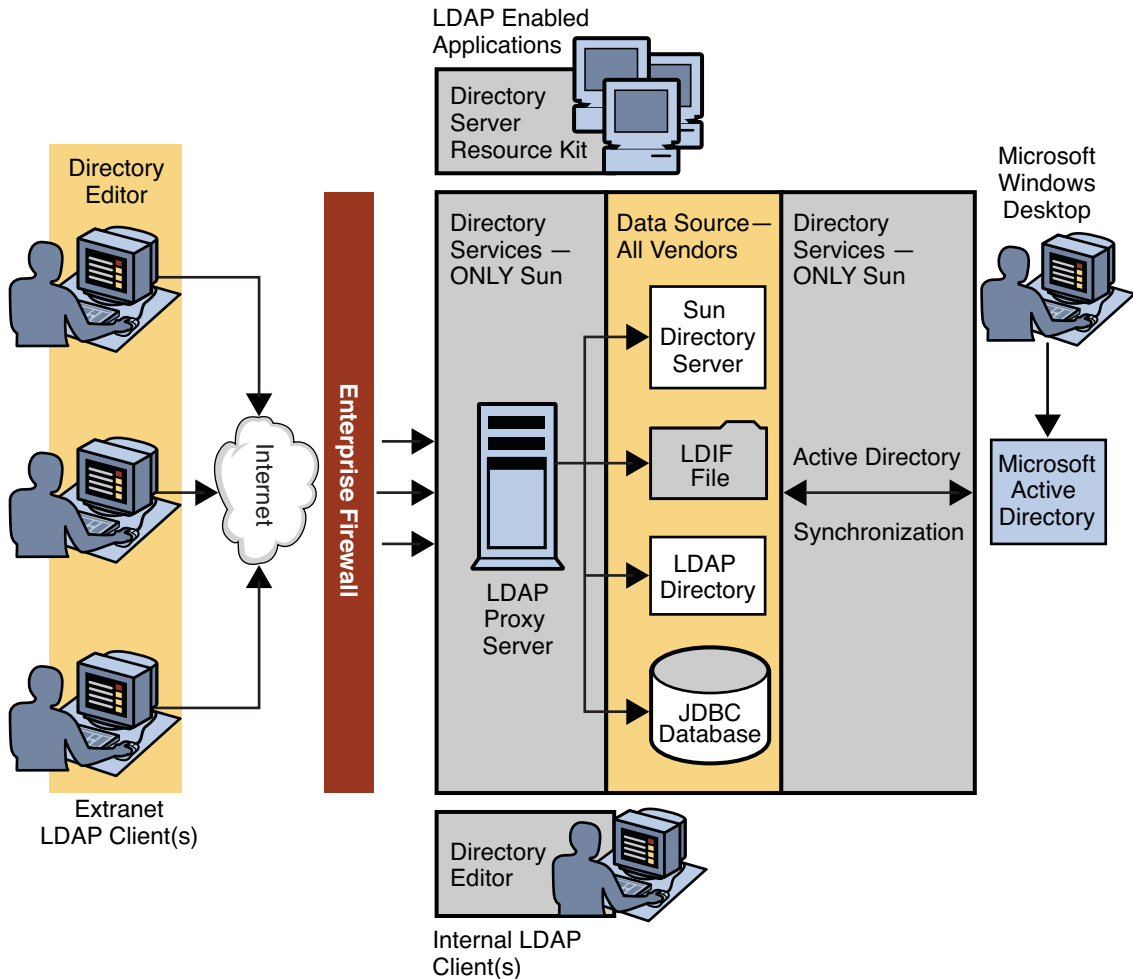 LDAP Enabled
Applications
Directory
Server
Resource Kit
Directory
Editor
Microsoft
Windows
Desktop
Directory
Services —
ONLY Sun
Data Source—
All Vendors
Directory
Services —
ONLY Sun
Sun
Directory
Server
Enterprise Firewall
Internet
LDIF
File
Active Directory
Synchronization
Microsoft
Active
Directory
LDAP
Proxy
Server
LDAP
Directory
JDBC
Database
Extranet
LDAP Client(s)
Directory
Editor
Internal LDAP
Client(s)